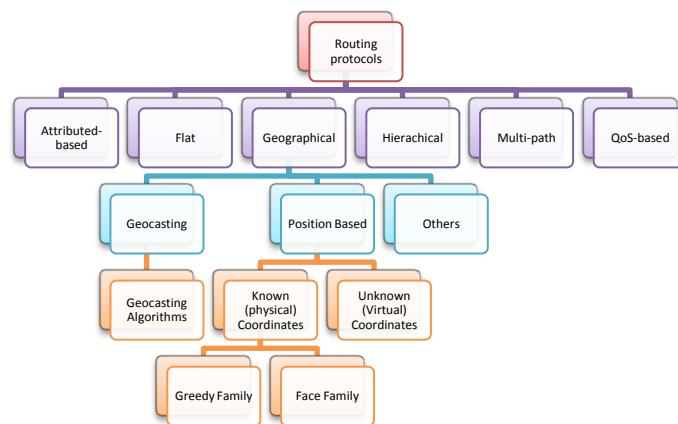 Routing
protocols
Attributed-
based
Flat
Geographical
Hierachical
Multi-path
QoS-based
Geocasting
Position Based
Others
Geocasting
Algorithms
Known
(physical)
Coordinates
Unknown
(Virtual)
Coordinates
Greedy Family
Face Family